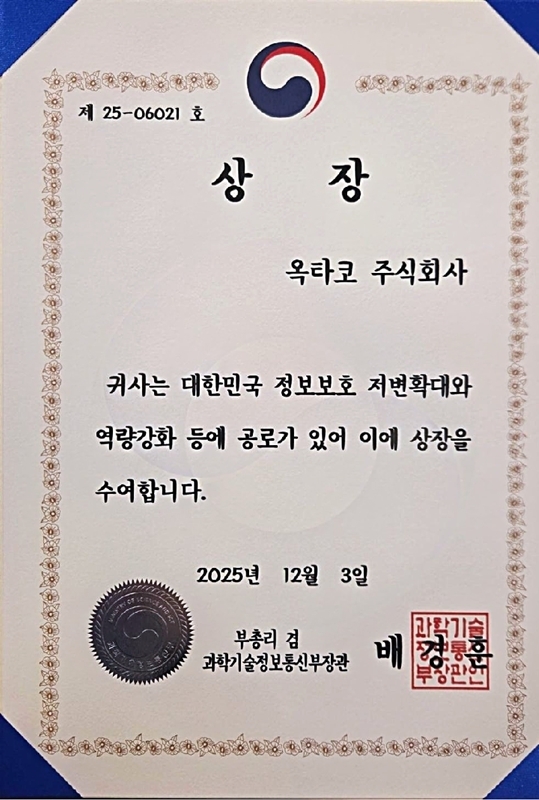 제 25-06021 호
상 장
옥타코 주식회사
귀사는 대한민국 정보보호 저변확대와
역량강화 등에 공로가 있어 이에 상장을
수여합니다.
2025년 12월 3일
부총리 겸
과학기술정보통신부장관
배 경 훈
과학기술
정보통신
부장관인